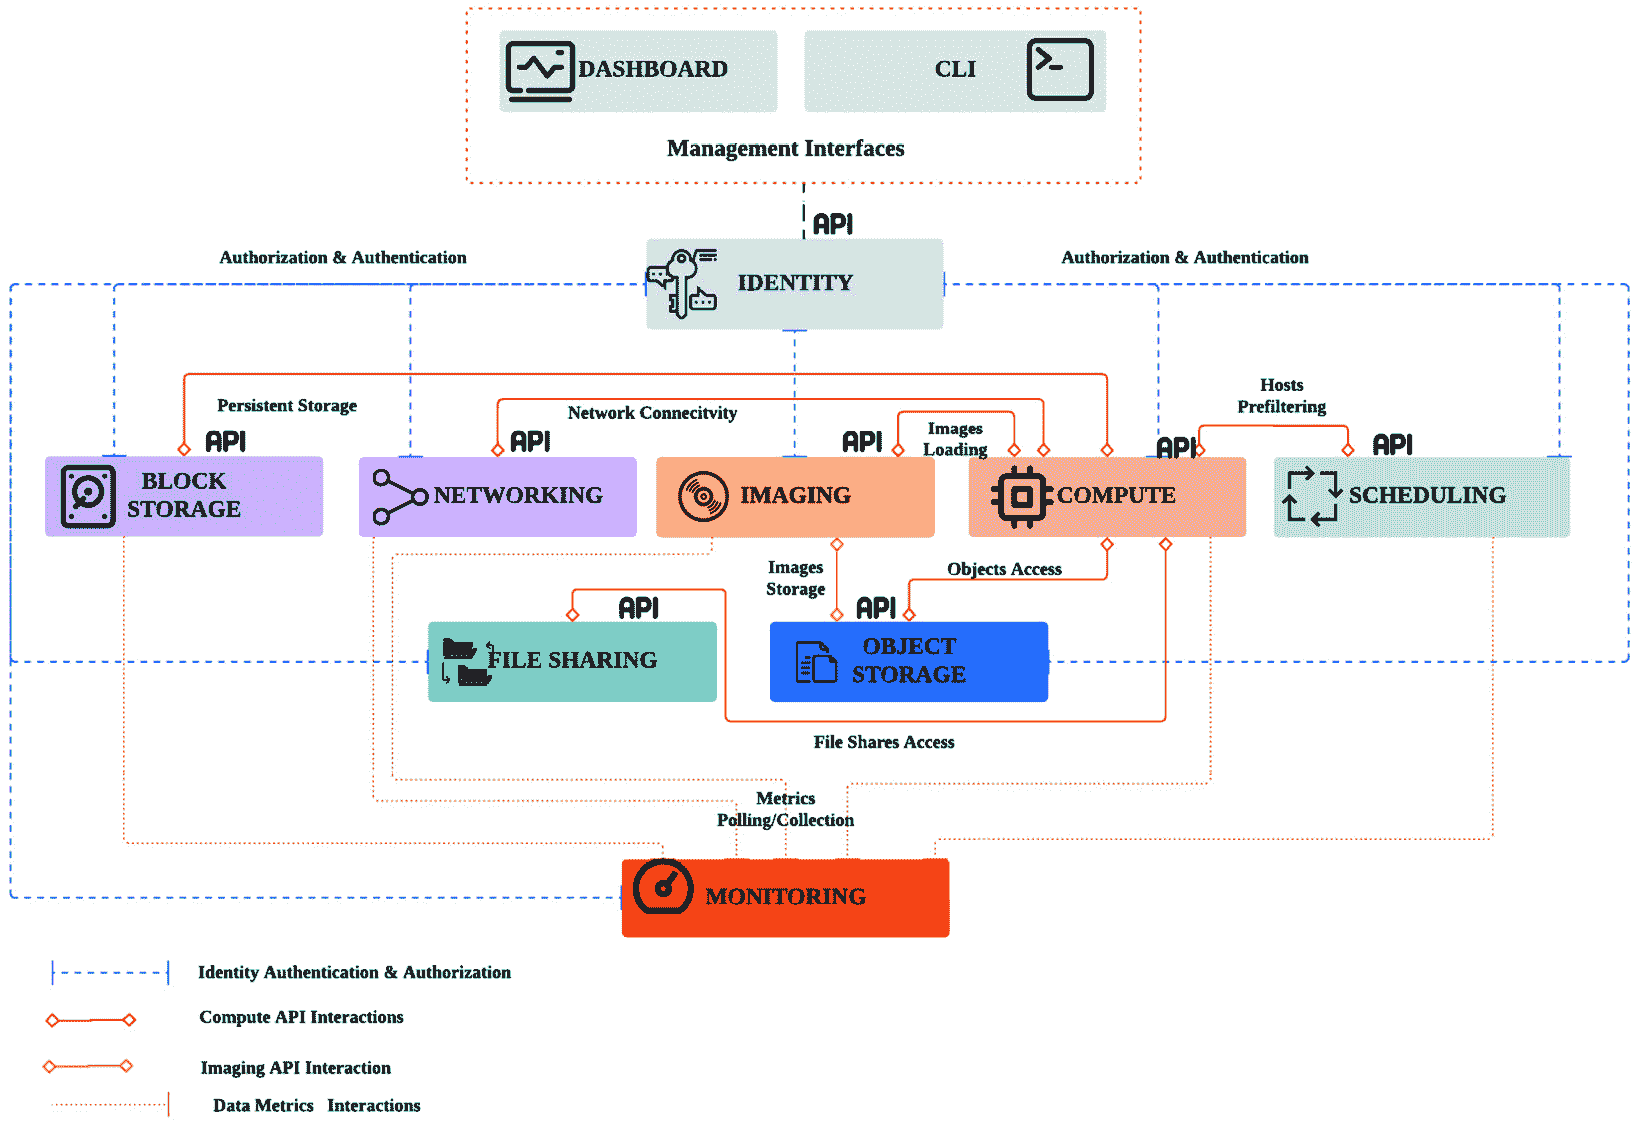 DASHBOARD
CLI
Management Interfaces
API
Authorization & Authentication
Authorization & Authentication
IDENTITY
Hosts
Prefiltering
Persistent Storage
Network Connecitvity
Images
Loading
API
API
API
API
API
BLOCK
STORAGE
NETWORKING
IMAGING
COMPUTE
SCHEDULING
Images
Storage
Objects Access
API
API
FILE SHARING
OBJECT
STORAGE
File Shares Access
Metrics
Polling/Collection
MONITORING
Identity Authentication & Authorization
Compute API Interactions
Imaging API Interaction
Data Metrics Interactions